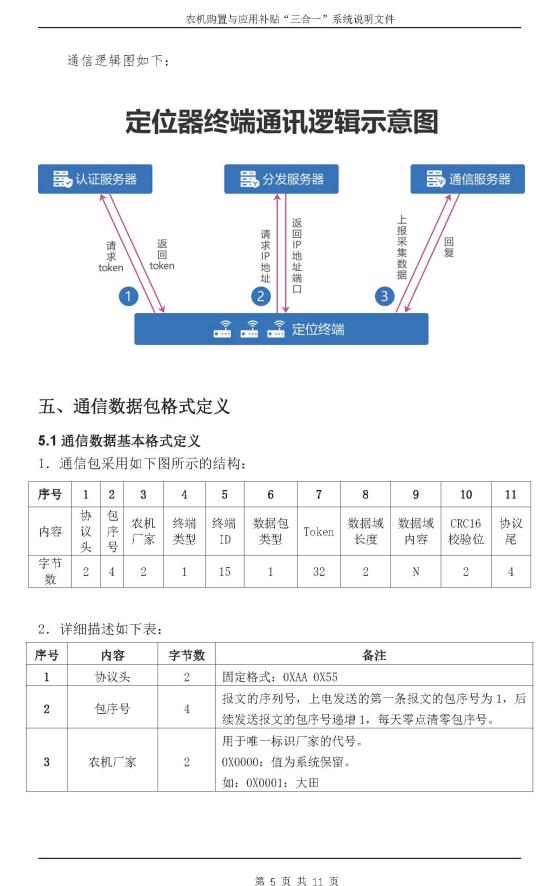 农机购置与应用补贴“三合一”系统说明文件
通信逻辑图如下：
定位器终端通讯逻辑示意图
认证服务器 分发服务器 通信服务器
请求token
返回token
请求IP地址
返回IP地址端口
上报采集数据
回复
1 2 3
定位终端
五、通信数据包格式定义
5.1 通信数据基本格式定义
1. 通信包采用如下图所示的结构：
序号 1 2 3 4 5 6 7 8 9 10 11
内容 协议头 包序号 农机厂家 终端类型 终端ID 数据包类型 Token 数据域长度 数据域内容 CRC16校验位 协议尾
字节数 2 4 2 1 15 1 32 2 N 2 4
2. 详细描述如下表：
序号 内容 字节数 备注
1 协议头 2 固定格式：0XAA 0X55
2 包序号 4 报文的序列号，上电发送的第一条报文的包序号为 1，后
续发送报文的包序号递增 1，每天零点清零包序号。
3 农机厂家 2 用于唯一标识厂家的代号。
0X0000：值为系统保留。
如：0X0001：大田
第 5 页 共 11 页